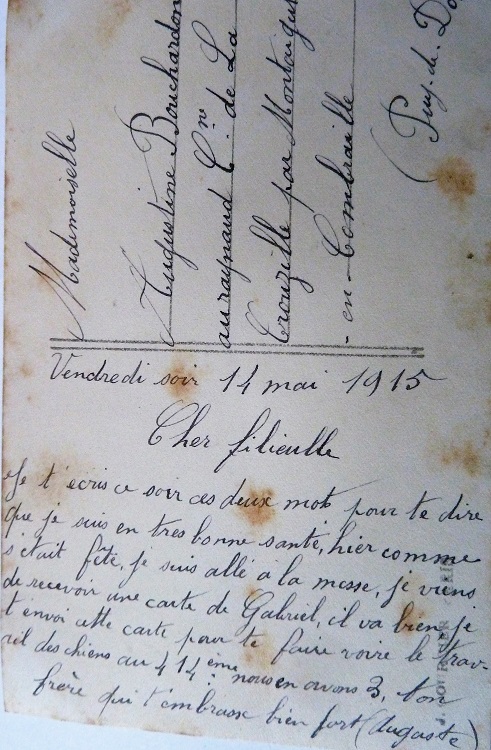 Mademoiselle
Augustine Bouchardon
au raynaud Cne de La
Crouzille par Montaigut
-en-Combraille
(Puy. de. Do
Vendredi soir 14 mai 1915
Cher filieulle
Je t'écris ce soir ces deux mots pour te dire
que je suis en tres bonne santé, hier comme
s'était fête, je suis allé a la messe, je viens
de recevoir une carte de Gabriel, il va bien, je
t'envoi cette carte pour te faire voire le trav-
ail des chiens au 414ème nous en avons 3, ton
frère qui t'embrasse bien fort (Auguste)